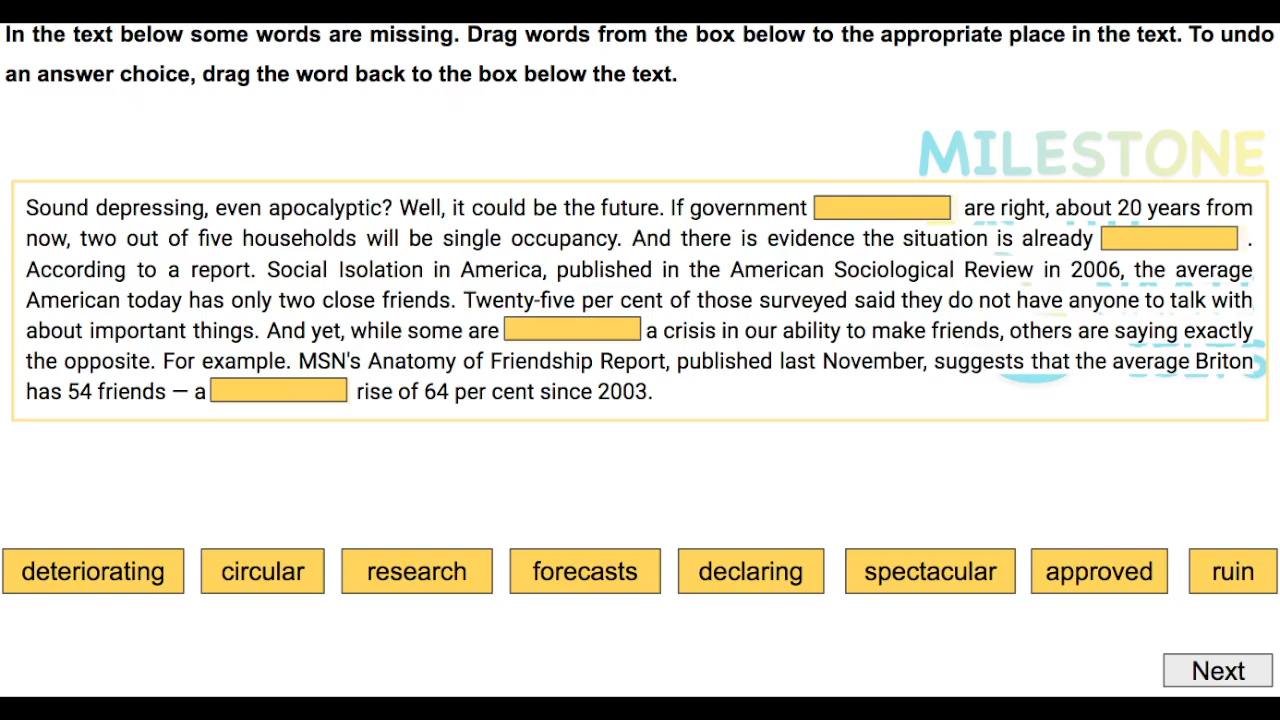 In the text below some words are missing. Drag words from the box below to the appropriate place in the text. To undo
an answer choice, drag the word back to the box below the text.
MILESTONE
Sound depressing, even apocalyptic? Well, it could be the future. If government are right, about 20 years from
now, two out of five households will be single occupancy. And there is evidence the situation is already .
According to a report. Social Isolation in America, published in the American Sociological Review in 2006, the average
American today has only two close friends. Twenty-five per cent of those surveyed said they do not have anyone to talk with
about important things. And yet, while some are a crisis in our ability to make friends, others are saying exactly
the opposite. For example. MSN's Anatomy of Friendship Report, published last November, suggests that the average Briton
has 54 friends — a rise of 64 per cent since 2003.
deteriorating circular research forecasts declaring spectacular approved ruin
Next